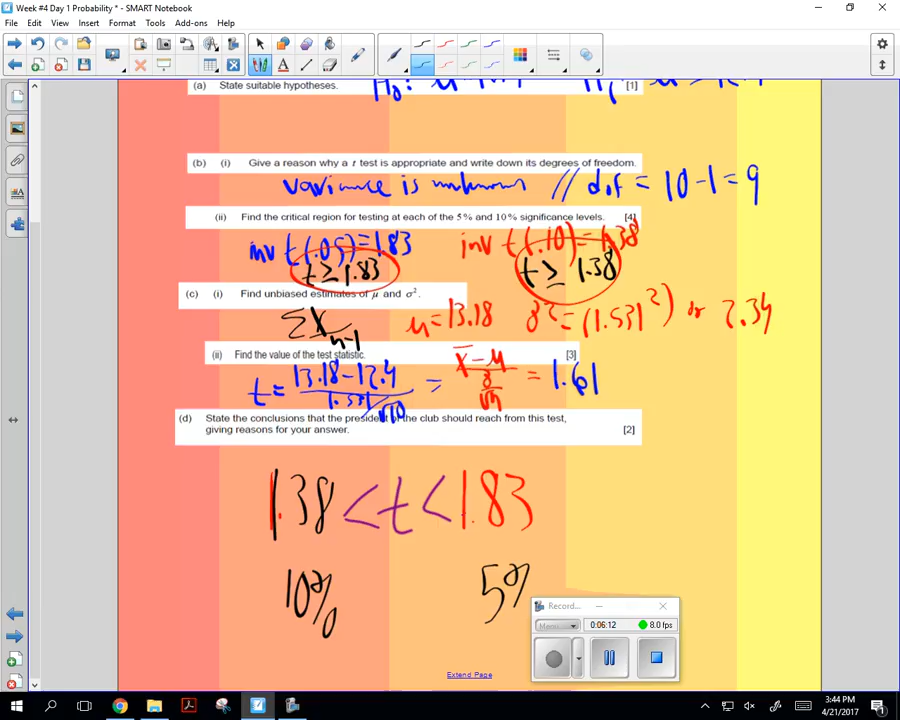 Week #4 Day 1 Probability * - SMART Notebook
File Edit View Insert Format Tools Add-ons Help
(a) State suitable hypotheses. [1]
(b) (i) Give a reason why a t test is appropriate and write down its degrees of freedom.
variance is unknown // d.f = 10-1 = 9
(ii) Find the critical region for testing at each of the 5% and 10% significance levels. [4]
inv t(.05) = 1.83 inv t(.10) = 1.38
t ≥ 1.83 t ≥ 1.38
(c) (i) Find unbiased estimates of μ and σ².
μ = 13.18 (1.531²) or 2.34
n-1
(ii) Find the value of the test statistic. [3]
t = 13.18 - 12.4 / 1.531/√10 = x̄ - μ / s/√n = 1.61
(d) State the conclusions that the president of the club should reach from this test,
giving reasons for your answer. [2]
1.38 < t < 1.83
10% 5%
Record...
Menu 0:06:12 8.0 fps
Extend Page
3:44 PM
4/21/2017